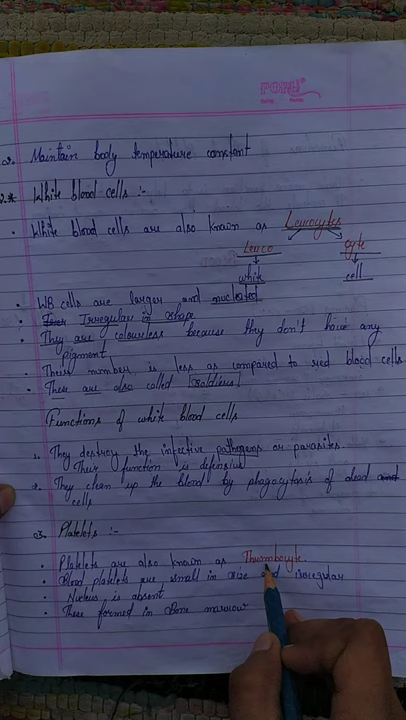 Maintain body temperature constant
2.* White blood cells :-
• White blood cells are also known as Leucocytes
Leuco cyte
white cell
• WB cells are larger and nucleated
• Irregular in shape
• They are colourless because they don't have any
pigment
• There number is less as compared to red blood cells
• These are also called "Soldiers"
Functions of white blood cells
1. They destroy the infective pathogens or parasites.
Their function is defensive
2. They clean up the blood by phagocytosis of dead
cells
03. Platelets :-
• Platelets are also known as Thrombocyte
• Blood platelets are small in size and irregular
• Nucleus is absent
• These formed in Bone marrow